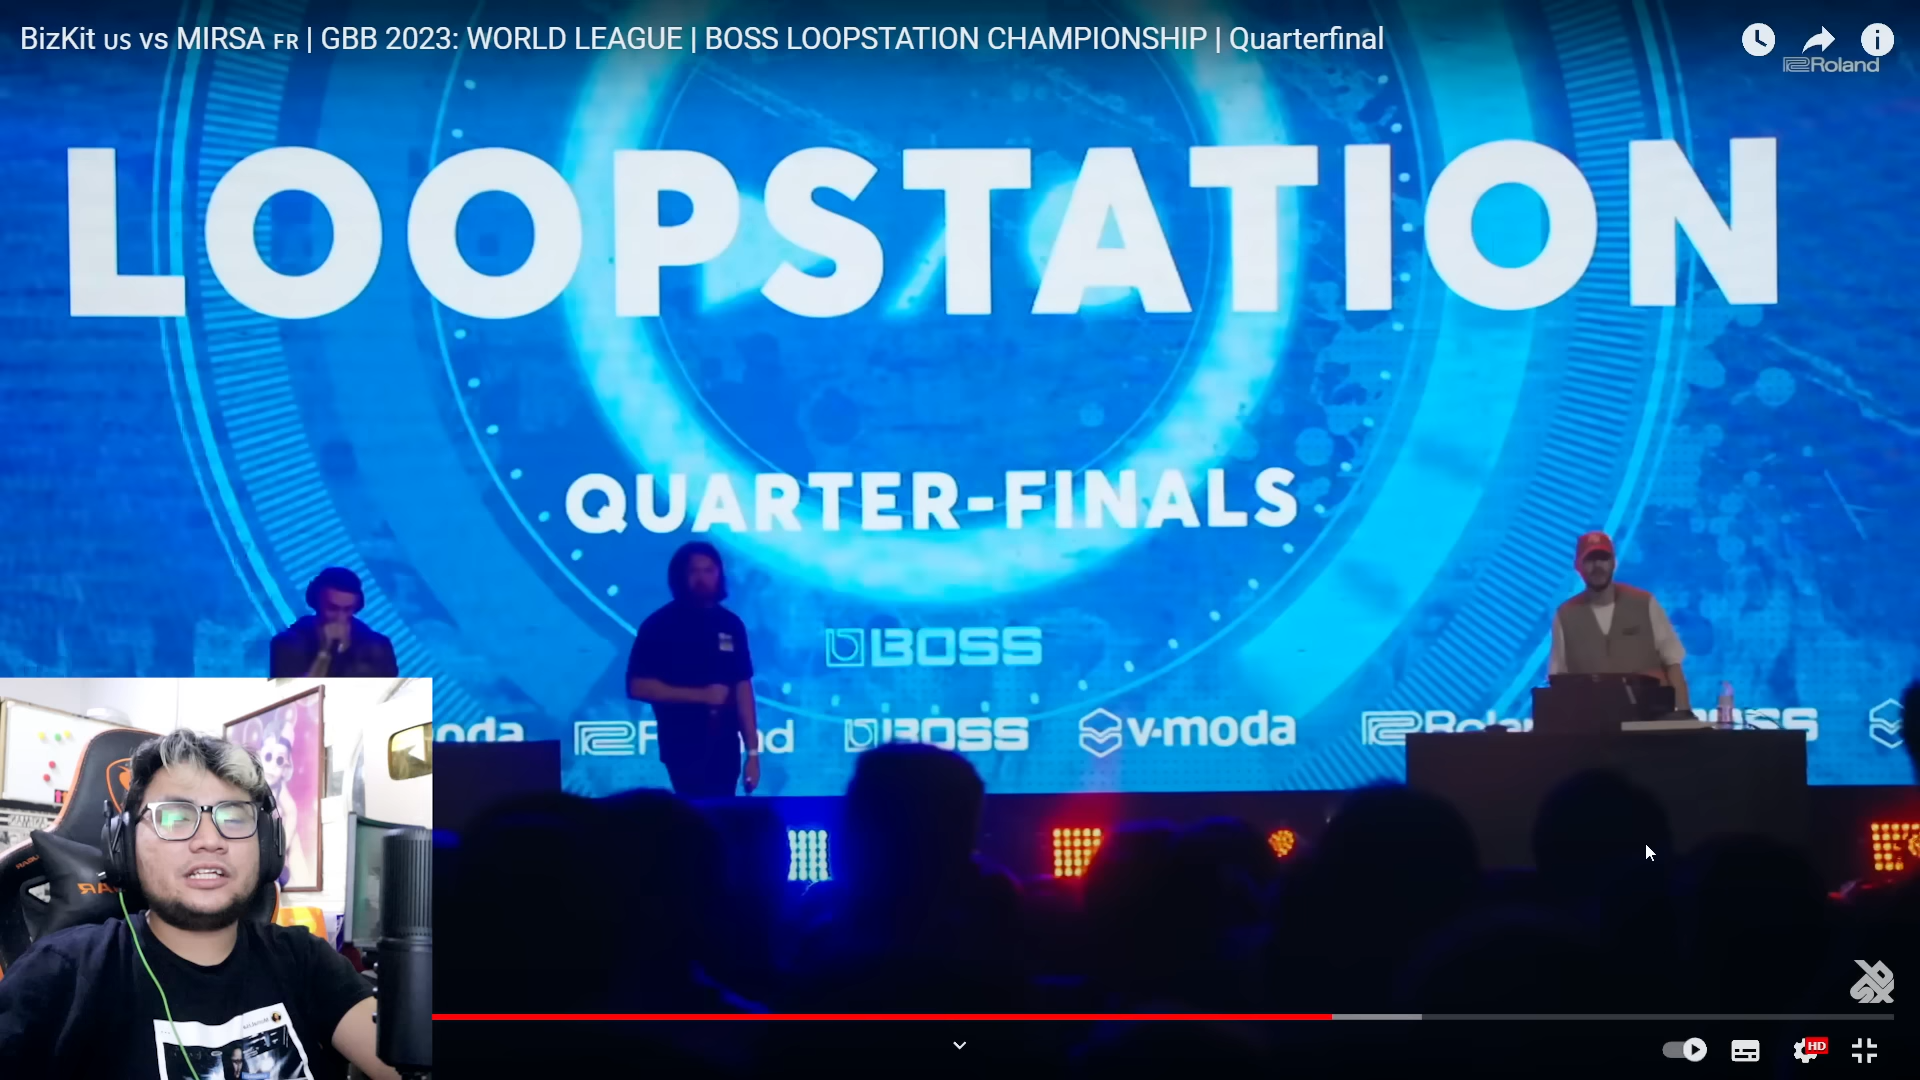 BizKit US vs MIRSA FR | GBB 2023: WORLD LEAGUE | BOSS LOOPSTATION CHAMPIONSHIP | Quarterfinal
Roland
LOOPSTATION
QUARTER-FINALS
BOSS
BOSS
v-moda
HD